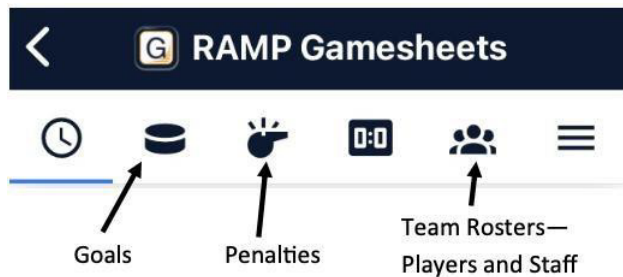 G RAMP Gamesheets
0:0
Goals
Penalties
Team Rosters—
Players and Staff